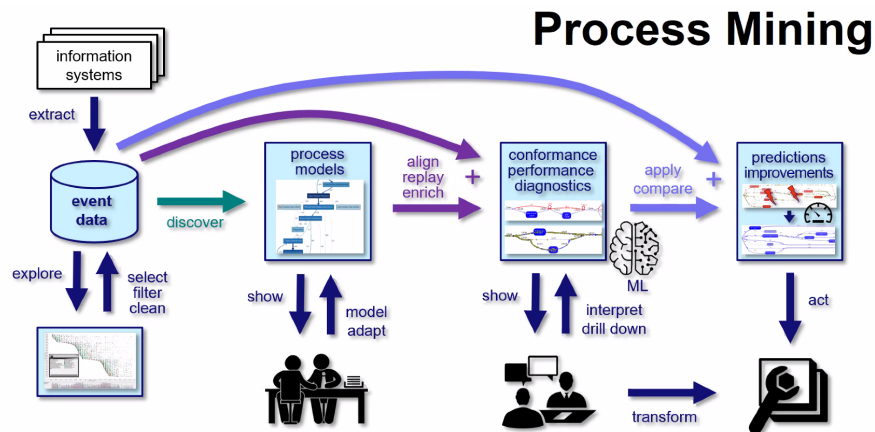 Process Mining
information
systems
extract
event
data
discover
explore
select
filter
clean
process
models
show
model
adapt
align
replay
enrich
+
conformance
performance
diagnostics
ML
show
interpret
drill down
apply
compare
+
predictions
improvements
act
transform